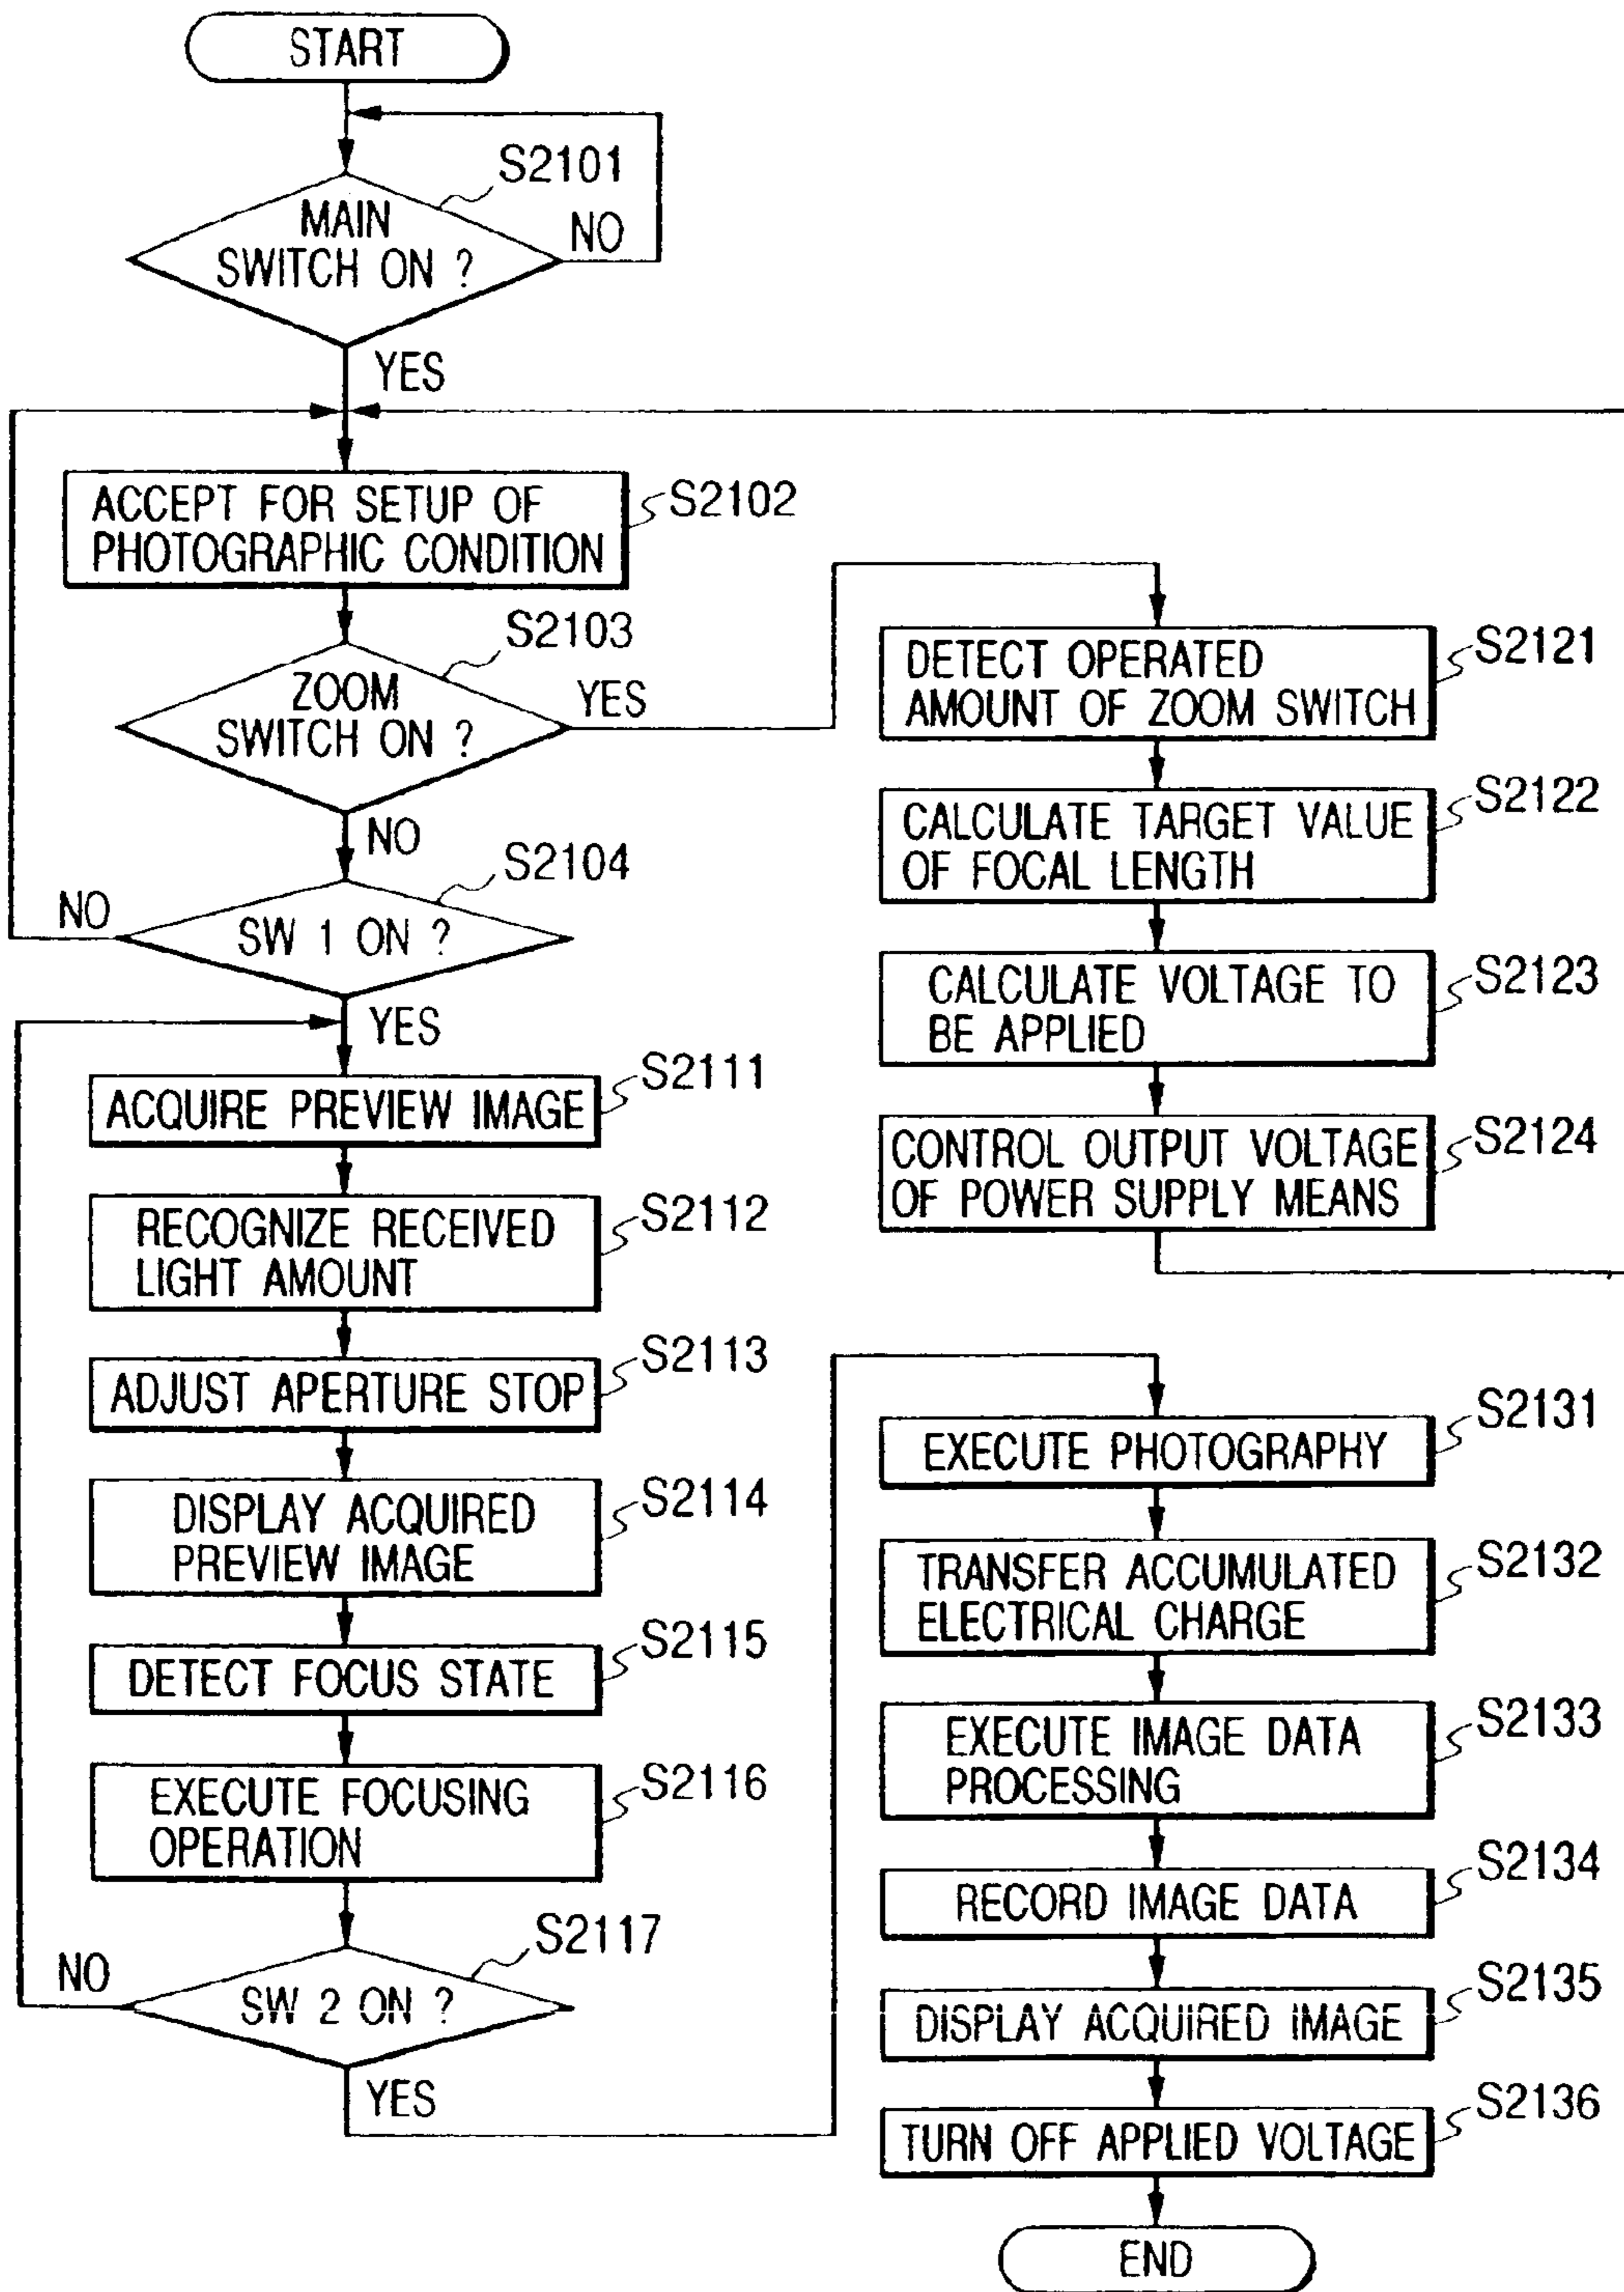 START
S2101
MAIN
SWITCH ON ?
NO
YES
ACCEPT FOR SETUP OF
PHOTOGRAPHIC CONDITION
S2102
S2103
ZOOM
SWITCH ON ?
YES
NO
S2104
SW 1 ON ?
NO
YES
ACQUIRE PREVIEW IMAGE
S2111
RECOGNIZE RECEIVED
LIGHT AMOUNT
S2112
ADJUST APERTURE STOP
S2113
DISPLAY ACQUIRED
PREVIEW IMAGE
S2114
DETECT FOCUS STATE
S2115
EXECUTE FOCUSING
OPERATION
S2116
S2117
SW 2 ON ?
NO
YES
DETECT OPERATED
AMOUNT OF ZOOM SWITCH
S2121
CALCULATE TARGET VALUE
OF FOCAL LENGTH
S2122
CALCULATE VOLTAGE TO
BE APPLIED
S2123
CONTROL OUTPUT VOLTAGE
OF POWER SUPPLY MEANS
S2124
EXECUTE PHOTOGRAPHY
S2131
TRANSFER ACCUMULATED
ELECTRICAL CHARGE
S2132
EXECUTE IMAGE DATA
PROCESSING
S2133
RECORD IMAGE DATA
S2134
DISPLAY ACQUIRED IMAGE
S2135
TURN OFF APPLIED VOLTAGE
S2136
END